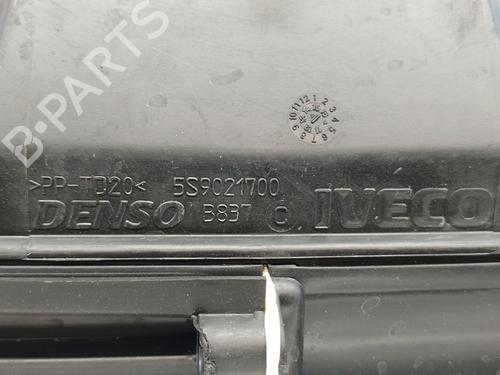 B-PARTS
>PP-TD20< 5S9021700
DENSO B837 C IVECO